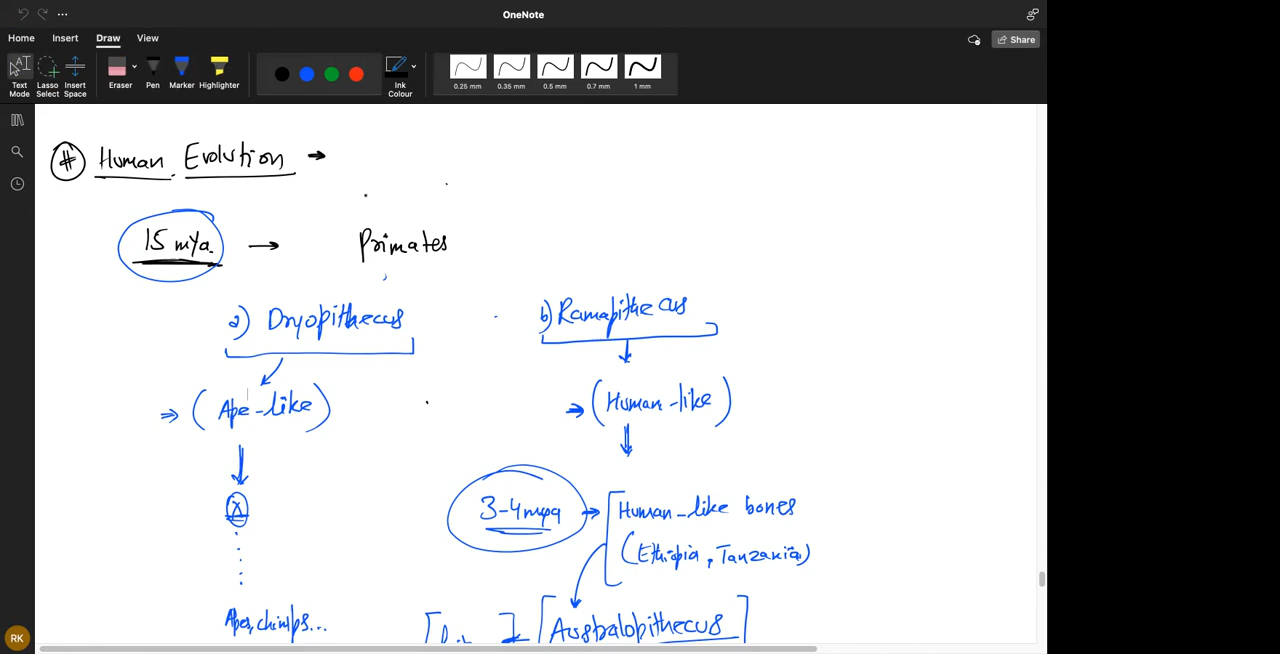 OneNote
Home Insert Draw View
Share
Text Mode
Lasso Select
Insert Space
Eraser
Pen
Marker
Highlighter
Ink Colour
0.25 mm
0.35 mm
0.5 mm
0.7 mm
1 mm
# Human Evolution →
15 mya. → Primates
a) Dryopithecus b) Ramapithecus
⇒ (Ape-like) ⇒ (Human-like)
3-4 mya → Human-like bones
X
(Ethiopia, Tanzania)
Apes, chimps...
Australopithecus
RK